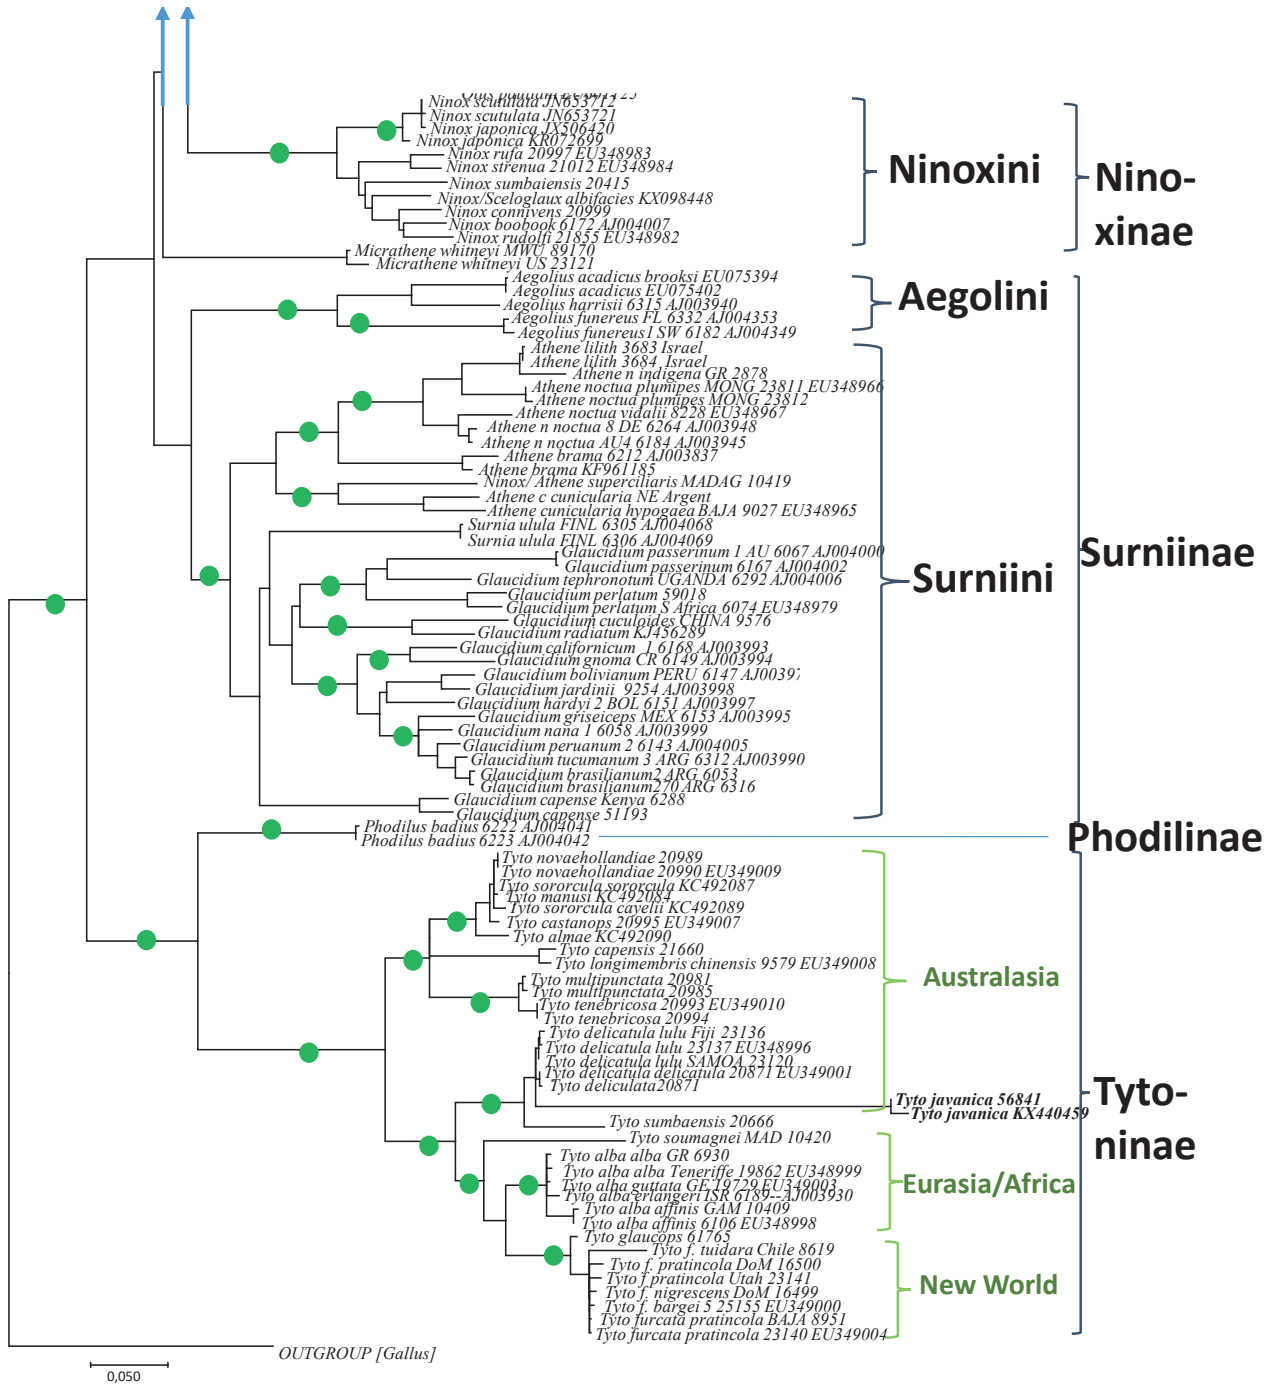 Ninox scutulata JN653712
Ninox scutulata JN653721
Ninox japonica JX506420
Ninox japonica KR072699
Ninox rufa 20997 EU348983
Ninox strenua 21012 EU348984
Ninox sumbaiensis 20415
Ninox/Sceloglaux albifacies KX098448
Ninox connivens 20999
Ninox boobook 6172 AJ004007
Ninox rudolfi 21855 EU348982
Ninoxini
Nino-
xinae
Micrathene whitneyi MWU 89170
Micrathene whitneyi US 23121
Aegolius acadicus brooksi EU075394
Aegolius acadicus EU075402
Aegolius harrisii 6315 AJ003940
Aegolius funereus FL 6332 AJ004353
Aegolius funereus1 SW 6182 AJ004349
Aegolini
Athene lilith 3683 Israel
Athene lilith 3684 Israel
Athene n indigena GR 2878
Athene noctua plumipes MONG 23811 EU348966
Athene noctua plumipes MONG 23812
Athene noctua vidalii 8228 EU348967
Athene n noctua 8 DE 6264 AJ003948
Athene n noctua AU4 6184 AJ003945
Athene brama 6212 AJ003837
Athene brama KF961185
Ninox/ Athene superciliaris MADAG 10419
Athene c cunicularia NE Argent
Athene cunicularia hypogaea BAJA 9027 EU348965
Surnia ulula FINL 6305 AJ004068
Surnia ulula FINL 6306 AJ004069
Glaucidium passerinum 1 AU 6067 AJ004000
Glaucidium passerinum 6167 AJ004002
Glaucidium tephronotum UGANDA 6292 AJ004006
Glaucidium perlatum 59018
Glaucidium perlatum S Africa 6074 EU348979
Glaucidium cuculoides CHINA 9576
Glaucidium radiatum KJ456289
Glaucidium californicum 1 6168 AJ003993
Glaucidium gnoma CR 6149 AJ003994
Glaucidium bolivianum PERU 6147 AJ00397
Glaucidium jardinii 9254 AJ003998
Glaucidium hardyi 2 BOL 6151 AJ003997
Glaucidium griseiceps MEX 6153 AJ003995
Glaucidium nana 1 6058 AJ003999
Glaucidium peruanum 2 6143 AJ004005
Glaucidium tucumanum 3 ARG 6312 AJ003990
Glaucidium brasilianum2 ARG 6053
Glaucidium brasilianum270 ARG 6316
Glaucidium capense Kenya 6288
Glaucidium capense 51193
Surniini
Surniinae
Phodilus badius 6222 AJ004041
Phodilus badius 6223 AJ004042
Phodilinae
Tyto novaehollandiae 20989
Tyto novaehollandiae 20990 EU349009
Tyto sororcula sororcula KC492087
Tyto manusi KC492084
Tyto sororcula cayelii KC492089
Tyto castanops 20995 EU349007
Tyto almae KC492090
Tyto capensis 21660
Tyto longimembris chinensis 9579 EU349008
Tyto multipunctata 20981
Tyto multipunctata 20985
Tyto tenebricosa 20993 EU349010
Tyto tenebricosa 20994
Tyto delicatula lulu Fiji 23136
Tyto delicatula lulu 23137 EU348996
Tyto delicatula lulu SAMOA 23120
Tyto delicatula delicatula 20871 EU349001
Tyto deliculata20871
Tyto javanica 56841
Tyto javanica KX440459
Tyto sumbaensis 20666
Australasia
Tyto soumagnei MAD 10420
Tyto alba alba GR 6930
Tyto alba alba Teneriffe 19862 EU348999
Tyto alba guttata GE 19729 EU349003
Tyto alba erlangeri ISR 6189--AJ003930
Tyto alba affinis GAM 10409
Tyto alba affinis 6106 EU348998
Eurasia/Africa
Tyto-
ninae
Tyto glaucops 61765
Tyto f. tuidara Chile 8619
Tyto f. pratincola DoM 16500
Tyto f pratincola Utah 23141
Tyto f. nigrescens DoM 16499
Tyto f. bargei 5 25155 EU349000
Tyto furcata pratincola BAJA 8951
Tyto furcata pratincola 23140 EU349004
New World
OUTGROUP [Gallus]
0,050